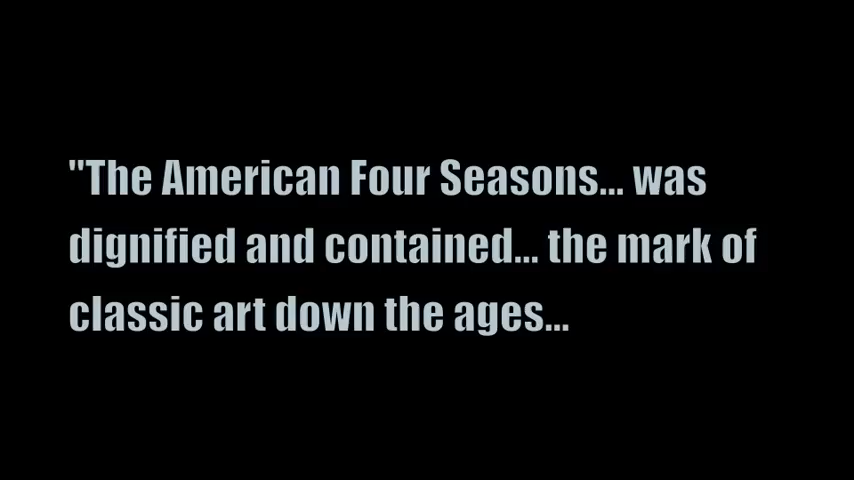 "The American Four Seasons... was
dignified and contained... the mark of
classic art down the ages...